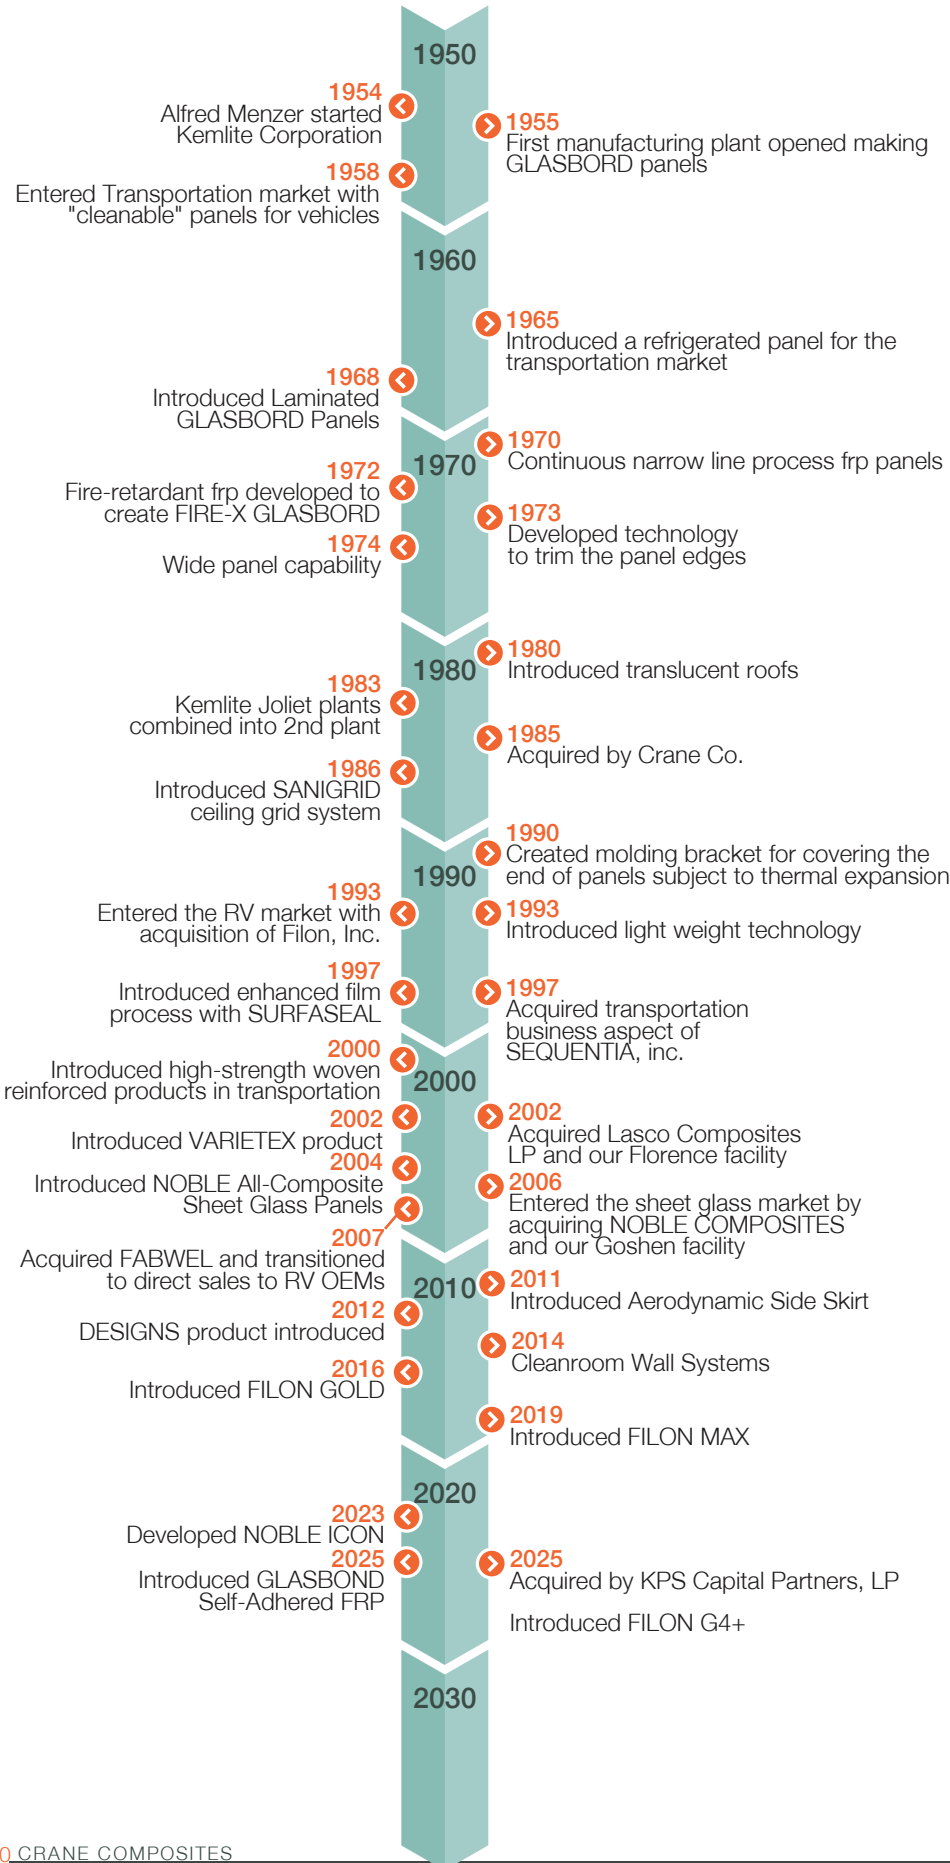 1950
1954
Alfred Menzer started
Kemlite Corporation
1955
First manufacturing plant opened making
GLASBORD panels
1958
Entered Transportation market with
"cleanable" panels for vehicles
1960
1965
Introduced a refrigerated panel for the
transportation market
1968
Introduced Laminated
GLASBORD Panels
1970
1970
Continuous narrow line process frp panels
1972
Fire-retardant frp developed to
create FIRE-X GLASBORD
1973
Developed technology
to trim the panel edges
1974
Wide panel capability
1980
1980
Introduced translucent roofs
1983
Kemlite Joliet plants
combined into 2nd plant
1985
Acquired by Crane Co.
1986
Introduced SANIGRID
ceiling grid system
1990
Created molding bracket for covering the
end of panels subject to thermal expansion
1990
1993
Entered the RV market with
acquisition of Filon, Inc.
1993
Introduced light weight technology
1997
Introduced enhanced film
process with SURFASEAL
1997
Acquired transportation
business aspect of
SEQUENTIA, inc.
2000
Introduced high-strength woven
reinforced products in transportation
2000
2002
Introduced VARIETEX product
2002
Acquired Lasco Composites
LP and our Florence facility
2004
Introduced NOBLE All-Composite
Sheet Glass Panels
2006
Entered the sheet glass market by
acquiring NOBLE COMPOSITES
and our Goshen facility
2007
Acquired FABWEL and transitioned
to direct sales to RV OEMs
2010
2011
Introduced Aerodynamic Side Skirt
2012
DESIGNS product introduced
2014
Cleanroom Wall Systems
2016
Introduced FILON GOLD
2019
Introduced FILON MAX
2020
2023
Developed NOBLE ICON
2025
Introduced GLASBOND
Self-Adhered FRP
2025
Acquired by KPS Capital Partners, LP
Introduced FILON G4+
2030
0 CRANE COMPOSITES